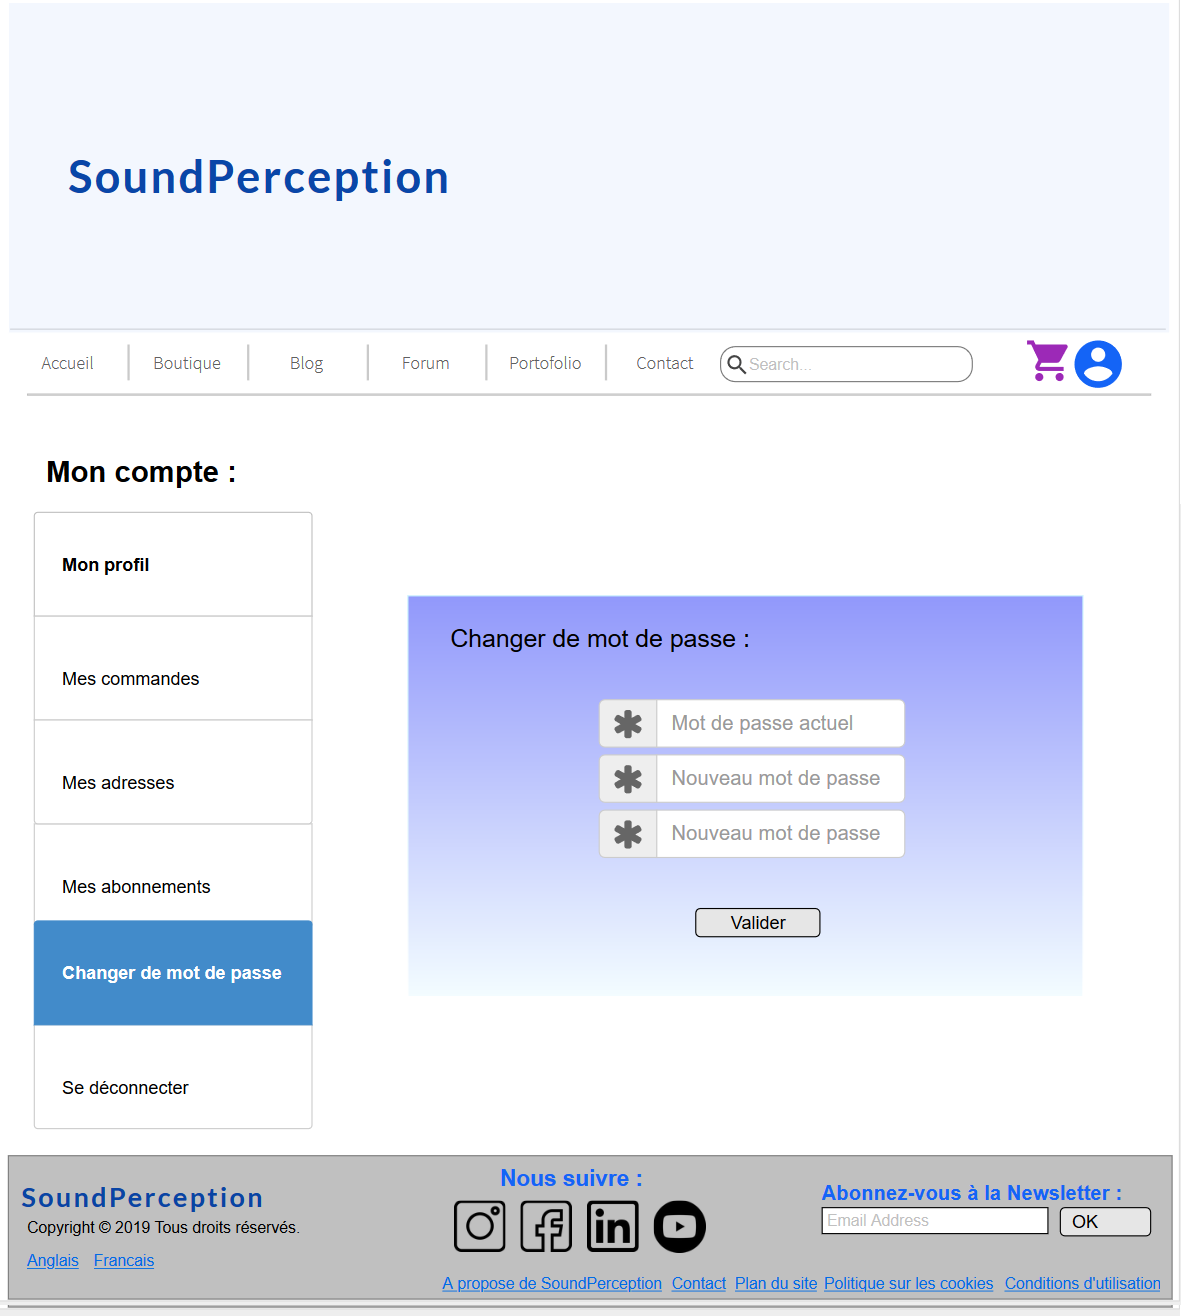 SoundPerception
Accueil
Boutique
Blog
Forum
Portofolio
Contact
Search...
Mon compte :
Mon profil
Mes commandes
Mes adresses
Mes abonnements
Changer de mot de passe
Se déconnecter
Changer de mot de passe :
Mot de passe actuel
Nouveau mot de passe
Nouveau mot de passe
Valider
SoundPerception
Copyright © 2019 Tous droits réservés.
Anglais Francais
Nous suivre :
in
Abonnez-vous à la Newsletter :
Email Address
OK
A propose de SoundPerception Contact Plan du site Politique sur les cookies Conditions d'utilisation